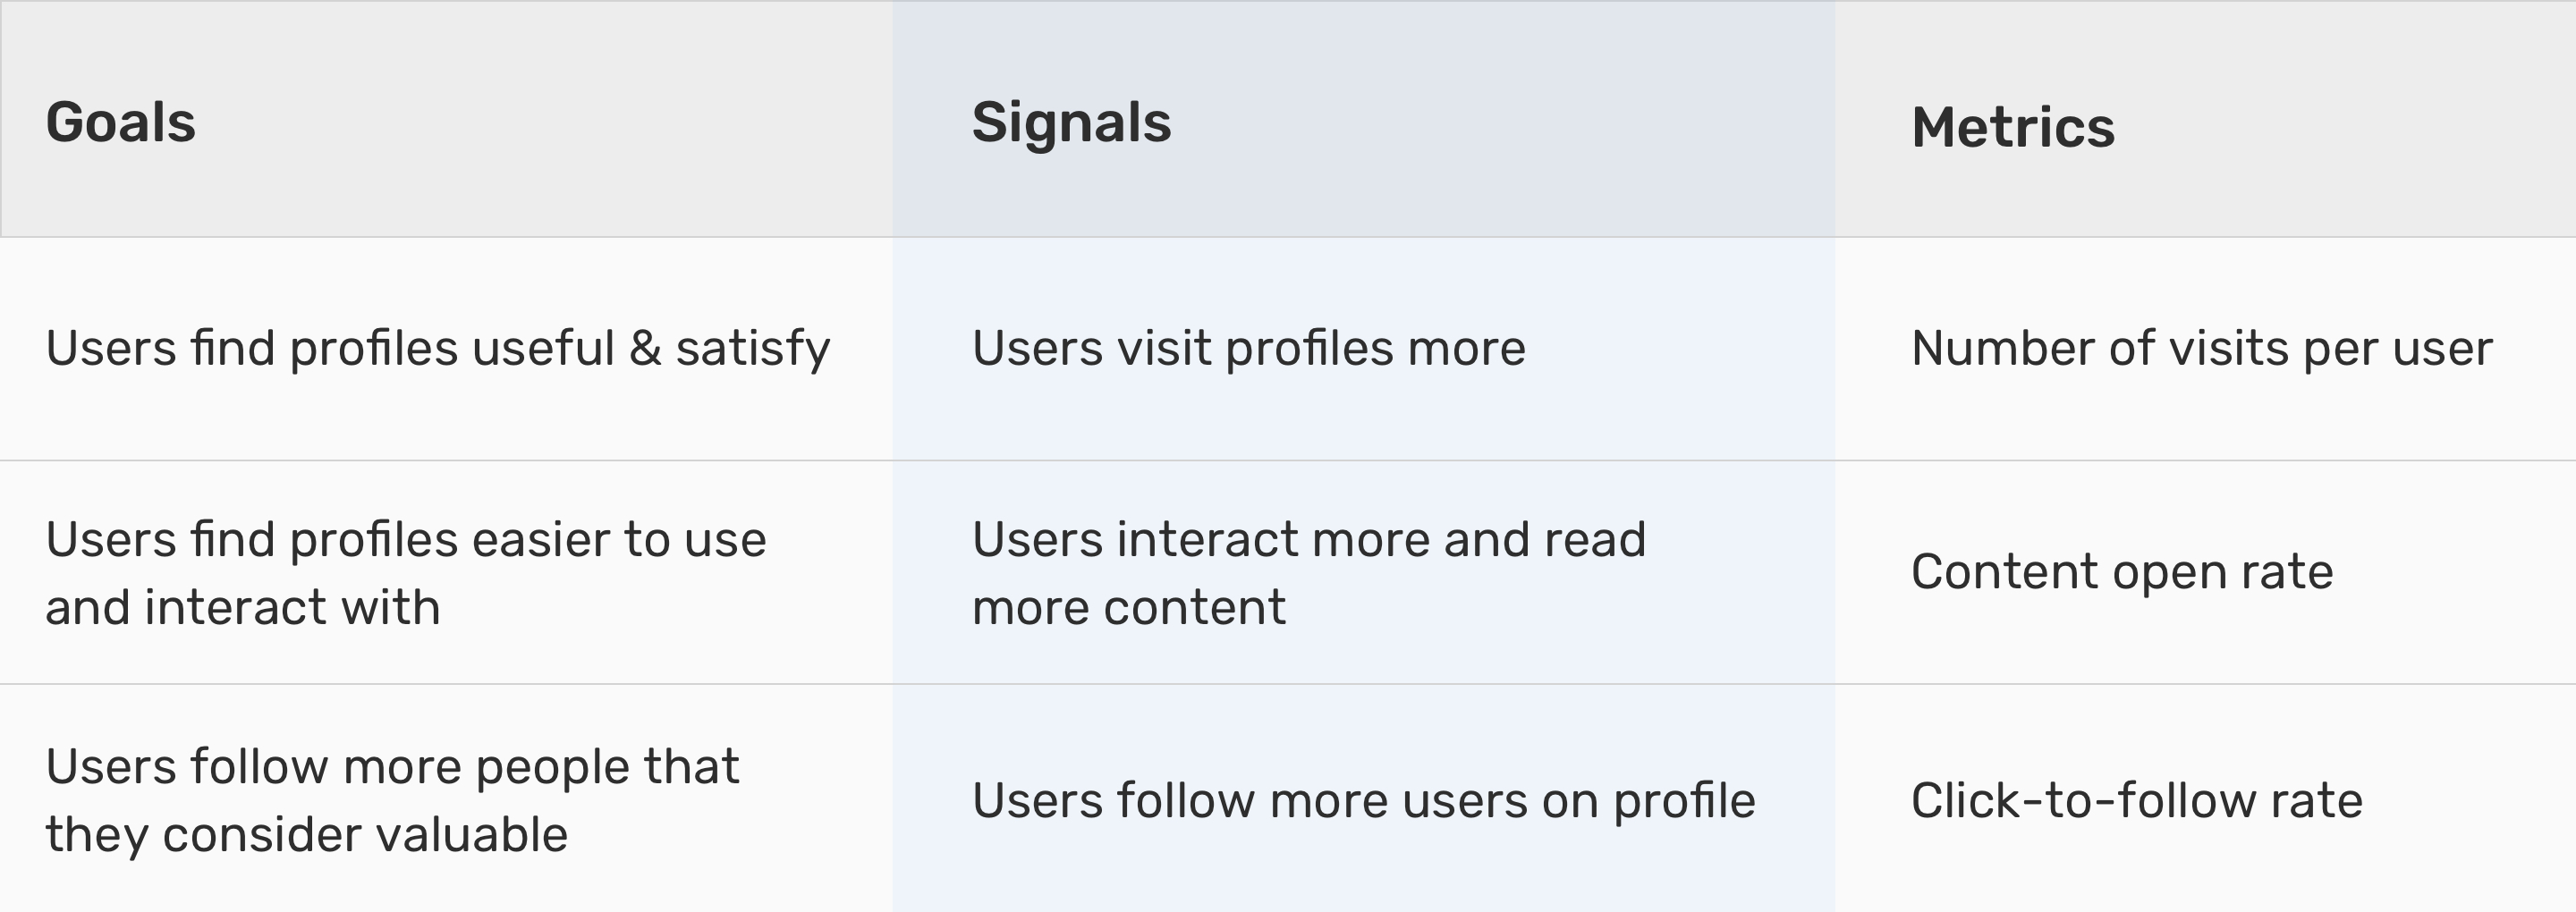 Goals
Signals
Metrics
Users find profiles useful & satisfy
Users visit profiles more
Number of visits per user
Users find profiles easier to use
and interact with
Users interact more and read
more content
Content open rate
Users follow more people that
they consider valuable
Users follow more users on profile
Click-to-follow rate